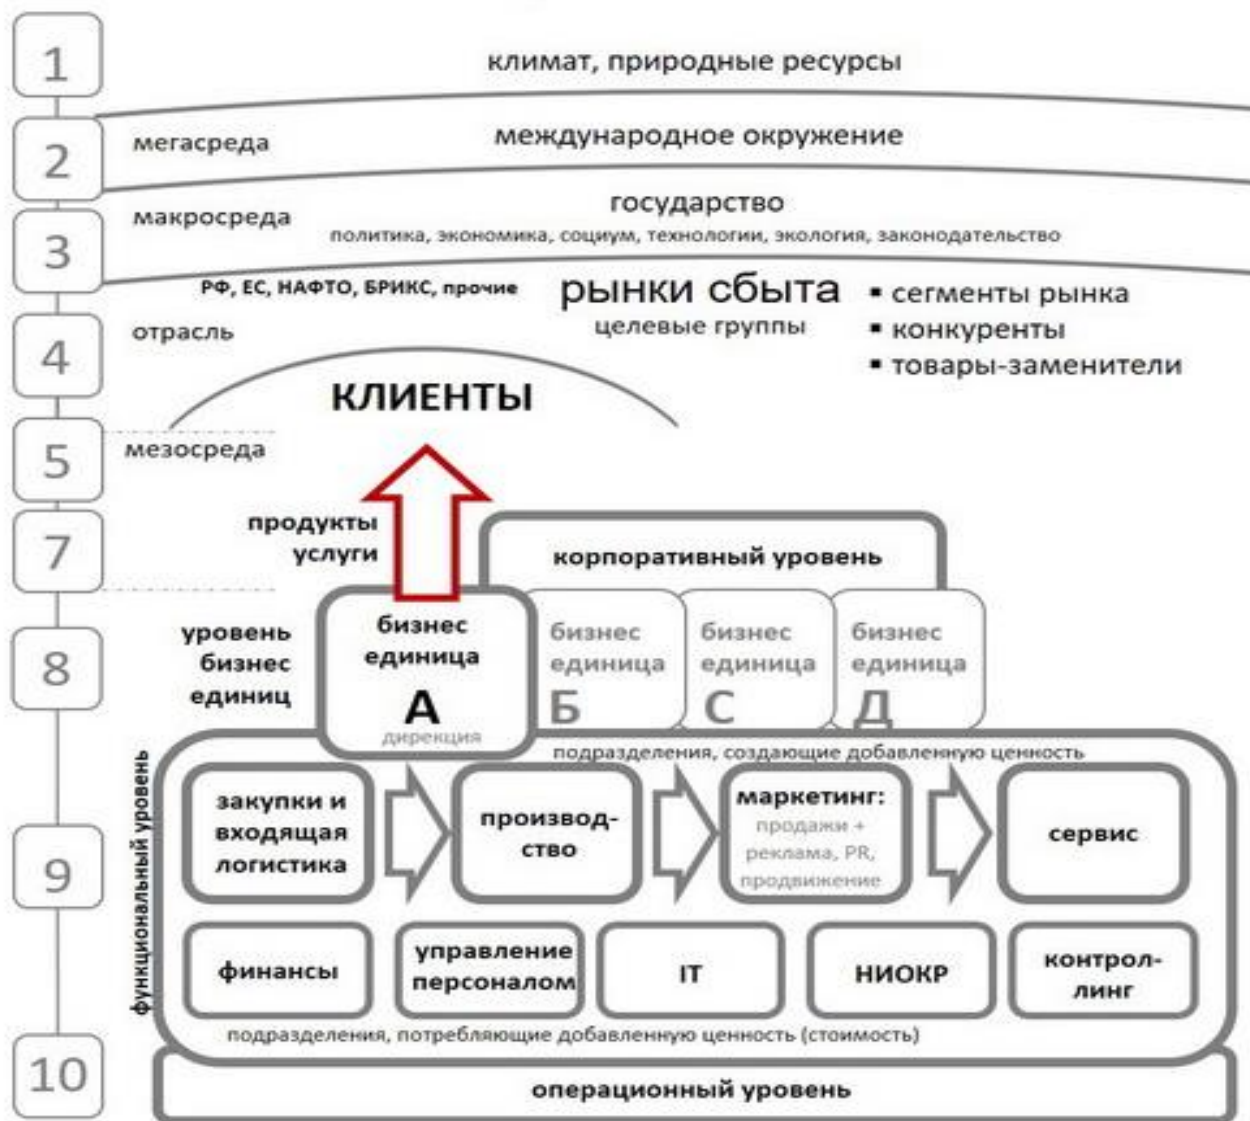 1
климат, природные ресурсы
2
мегасреда
международное окружение
3
макросреда
государство
политика, экономика, социум, технологии, экология, законодательство
РФ, ЕС, НАФТО, БРИКС, прочие
рынки сбыта
целевые группы
▪ сегменты рынка
▪ конкуренты
▪ товары-заменители
4
отрасль
КЛИЕНТЫ
5
мезосреда
7
продукты
услуги
корпоративный уровень
8
уровень
бизнес
единиц
бизнес
единица
А
дирекция
бизнес
единица
Б
бизнес
единица
С
бизнес
единица
Д
функциональный уровень
подразделения, создающие добавленную ценность
9
закупки и
входящая
логистика
производ-
ство
маркетинг:
продажи +
реклама, PR,
продвижение
сервис
финансы
управление
персоналом
IT
НИОКР
контрол-
линг
подразделения, потребляющие добавленную ценность (стоимость)
10
операционный уровень